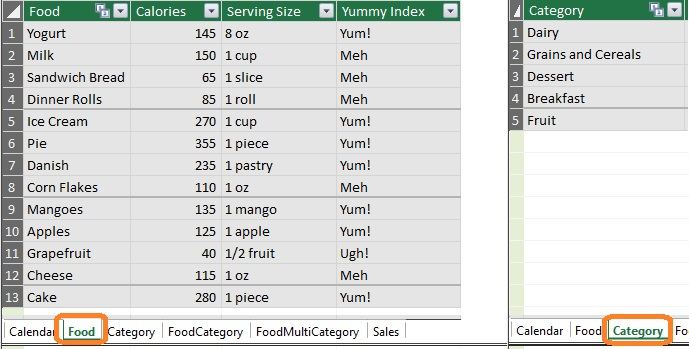 Food Calories Serving Size Yummy Index
1 Yogurt 145 8 oz Yum!
2 Milk 150 1 cup Meh
3 Sandwich Bread 65 1 slice Meh
4 Dinner Rolls 85 1 roll Meh
5 Ice Cream 270 1 cup Yum!
6 Pie 355 1 piece Yum!
7 Danish 235 1 pastry Yum!
8 Corn Flakes 110 1 oz Meh
9 Mangoes 135 1 mango Yum!
10 Apples 125 1 apple Yum!
11 Grapefruit 40 1/2 fruit Ugh!
12 Cheese 115 1 oz Meh
13 Cake 280 1 piece Yum!
Calendar Food Category FoodCategory FoodMultiCategory Sales
Category
1 Dairy
2 Grains and Cereals
3 Dessert
4 Breakfast
5 Fruit
Calendar Food Category Fo